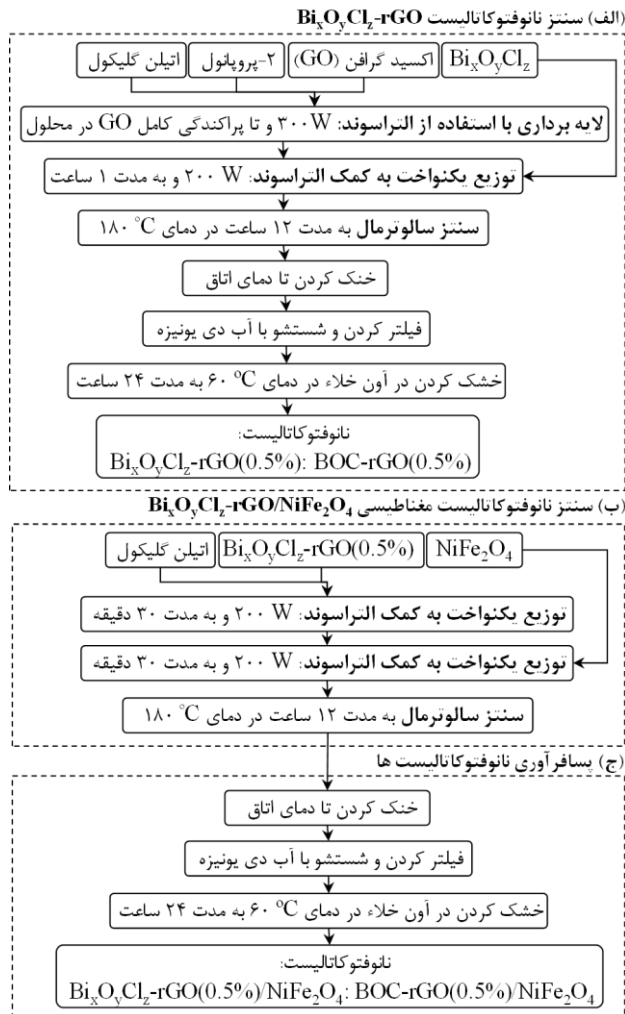 (الف) سنتز نانوفتوکاتالیست BiₓOᵧCl_z-rGO
Bi_xO_yCl_z
اکسید گرافن (GO)
۲-پروپانول
اتیلن گلیکول
لایه برداری با استفاده از التراسوند: ۳۰۰W و تا پراکندگی کامل GO در محلول
توزیع یکنواخت به کمک التراسوند: ۲۰۰ W و به مدت ۱ ساعت
سنتز سالوترمال به مدت ۱۲ ساعت در دمای ۱۸۰ °C
خنک کردن تا دمای اتاق
فیلتر کردن و شستشو با آب دی یونیزه
خشک کردن در آون خلاء در دمای ۶۰ °C به مدت ۲۴ ساعت
نانوفتوکاتالیست:
Bi_xO_yCl_z-rGO(0.5%): BOC-rGO(0.5%)
(ب) سنتز نانوفتوکاتالیست مغناطیسی Bi_xO_yCl_z-rGO/NiFe₂O₄
NiFe₂O₄
Bi_xO_yCl_z-rGO(0.5%)
اتیلن گلیکول
توزیع یکنواخت به کمک التراسوند: ۲۰۰ W و به مدت ۳۰ دقیقه
توزیع یکنواخت به کمک التراسوند: ۲۰۰ W و به مدت ۳۰ دقیقه
سنتز سالوترمال به مدت ۱۲ ساعت در دمای ۱۸۰ °C
(ج) پسافرآوری نانوفتوکاتالیست ها
خنک کردن تا دمای اتاق
فیلتر کردن و شستشو با آب دی یونیزه
خشک کردن در آون خلاء در دمای ۶۰ °C به مدت ۲۴ ساعت
نانوفتوکاتالیست:
Bi_xO_yCl_z-rGO(0.5%)/NiFe₂O₄: BOC-rGO(0.5%)/NiFe₂O₄